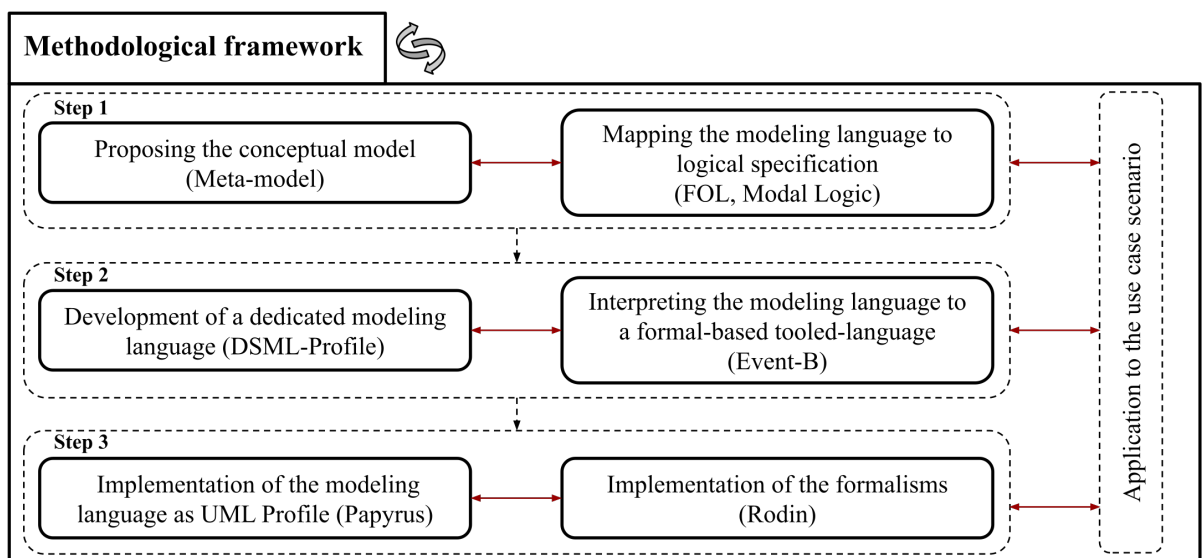 Methodological framework
Step 1
Proposing the conceptual model
(Meta-model)
Mapping the modeling language to
logical specification
(FOL, Modal Logic)
Step 2
Development of a dedicated modeling
language (DSML-Profile)
Interpreting the modeling language to
a formal-based tooled-language
(Event-B)
Step 3
Implementation of the modeling
language as UML Profile (Papyrus)
Implementation of the formalisms
(Rodin)
Application to the use case scenario